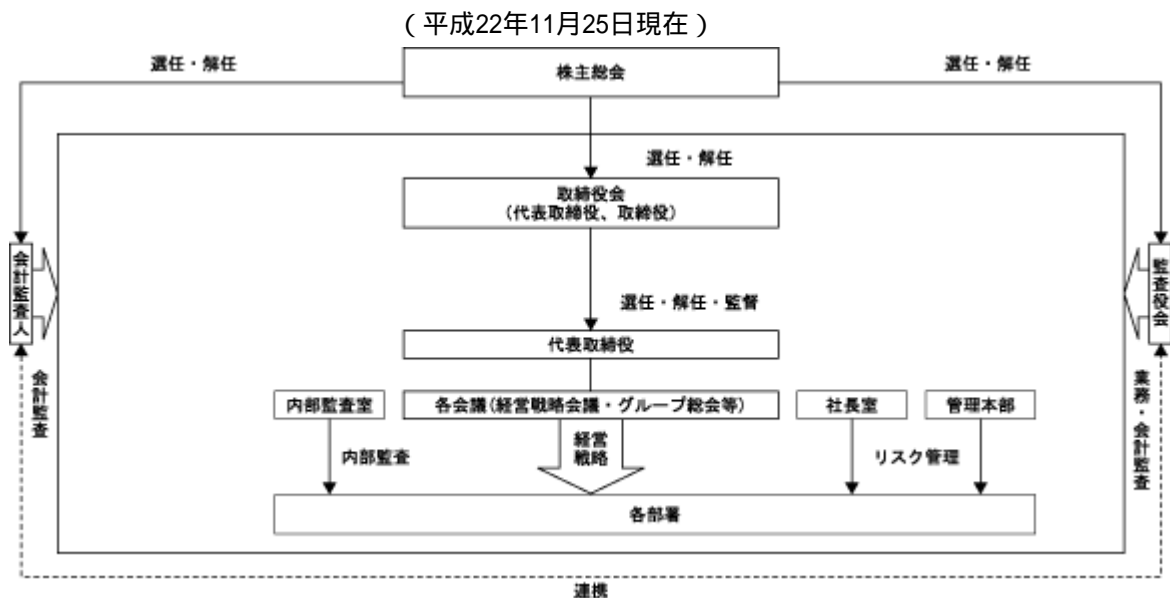 (平成22年11月25日現在)
選任・解任
株主総会
選任・解任
選任・解任
取締役会
(代表取締役、取締役)
会計監査人
監査役会
選任・解任・監督
代表取締役
会計監査
業務・会計監査
内部監査室
各会議(経営戦略会議・グループ総会等)
社長室
管理本部
内部監査
経営
戦略
リスク管理
各部署
連携